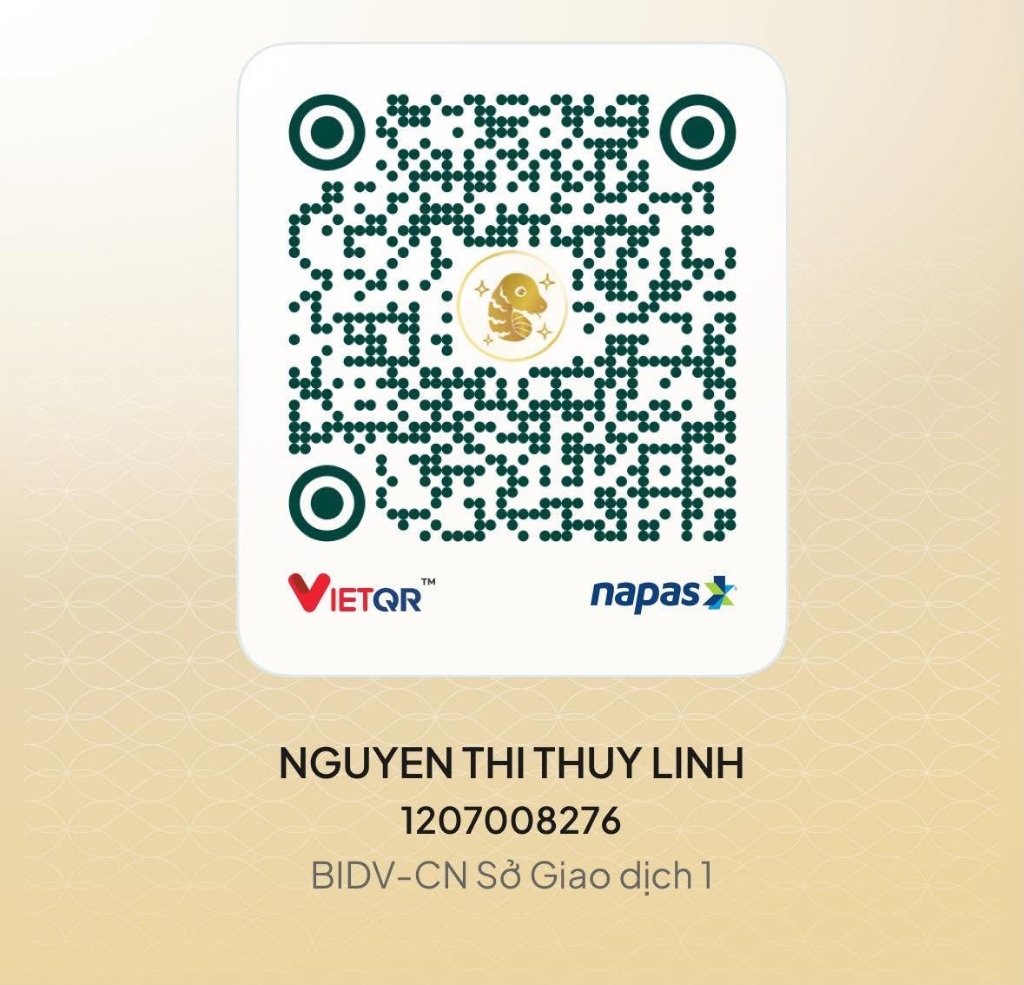 VIETQR™
napas
NGUYEN THI THUY LINH
1207008276
BIDV-CN Sở Giao dịch 1